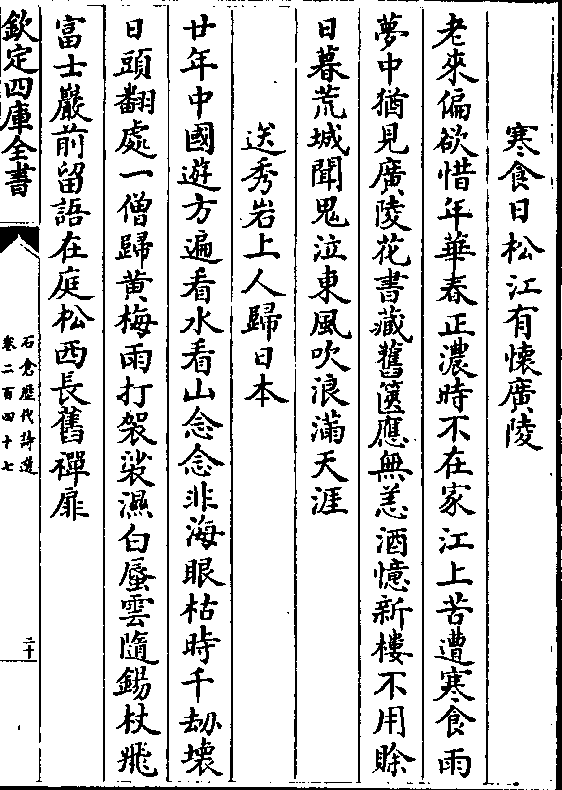 寒食日松江有懷廣陵
老來偏欲惜年華春正濃時不在家江上苦遭寒食雨
夢中猶見廣陵花書藏舊篋應無恙酒憶新樓不用賖
日暮荒城聞鬼泣東風吹浪滿天涯
送秀岩上人歸日本
廿年中國遊方遍看水看山念念非海眼枯時千刼壊
日頭翻處一僧歸黄梅雨打袈裟濕白蜃雲隨錫杖飛
富士巖前留語在庭松西長舊禪扉
欽定四庫全書
石倉歷代詩選
卷二百四十七
二十